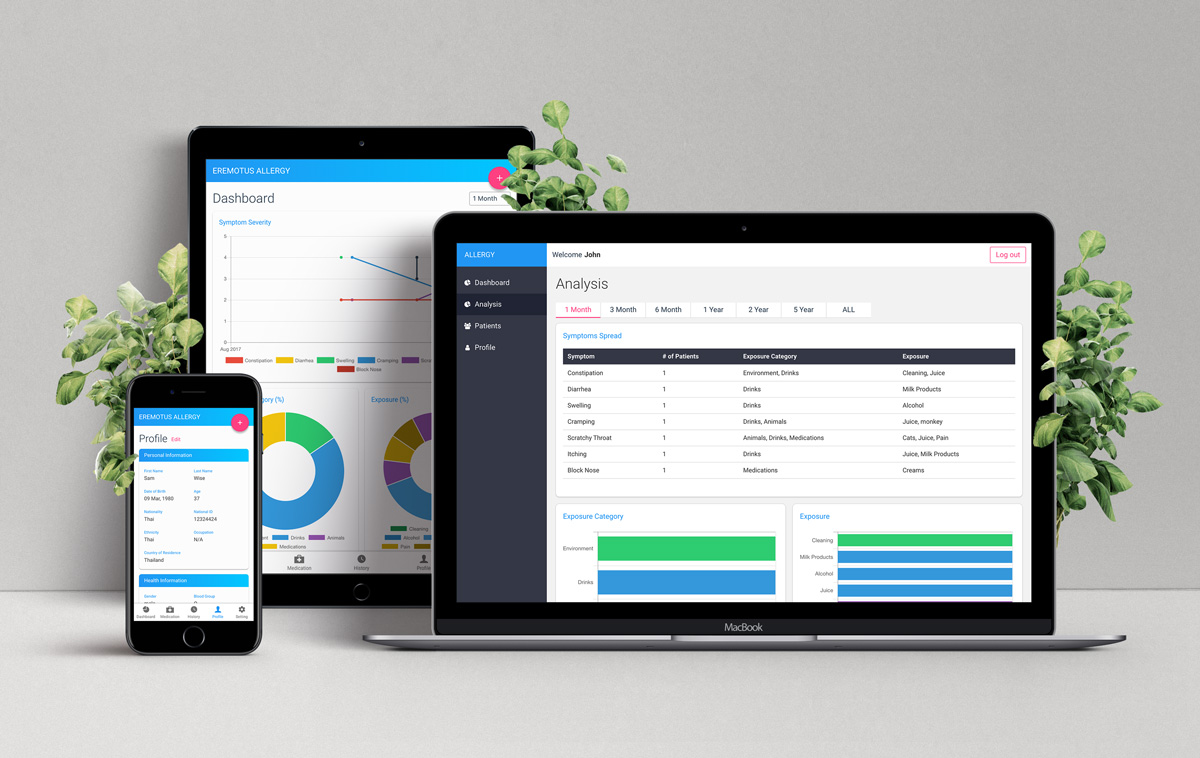 EREMOTUS ALLERGY
+
Dashboard
1 Month
Symptom Severity
5
4
3
2
1
0
Aug 2017
Constipation Diarrhea Swelling Cramping
Block Nose
(%)
Exposure (%)
Drinks Animals
Medications
Cleaning
Alcohol
Pain
Medication History Profile
EREMOTUS ALLERGY
+
Profile Edit
Personal Information
First Name Last Name
Sam Wise
Date of Birth Age
09 Mar, 1980 37
Nationality National ID
Thai 12324424
Ethnicity Occupation
Thai N/A
Country of Residence
Thailand
Health Information
Gender Blood Group
Dashboard Medication History Profile Setting
ALLERGY
Welcome John
Log out
Dashboard
Analysis
Patients
Profile
Analysis
1 Month 3 Month 6 Month 1 Year 2 Year 5 Year ALL
Symptoms Spread
Symptom # of Patients Exposure Category Exposure
Constipation 1 Environment, Drinks Cleaning, Juice
Diarrhea 1 Drinks Milk Products
Swelling 1 Drinks Alcohol
Cramping 1 Drinks, Animals Juice, monkey
Scratchy Throat 1 Animals, Drinks, Medications Cats, Juice, Pain
Itching 1 Drinks Juice, Milk Products
Block Nose 1 Medications Creams
Exposure Category
Environment
Drinks
Exposure
Cleaning
Milk Products
Alcohol
Juice
MacBook